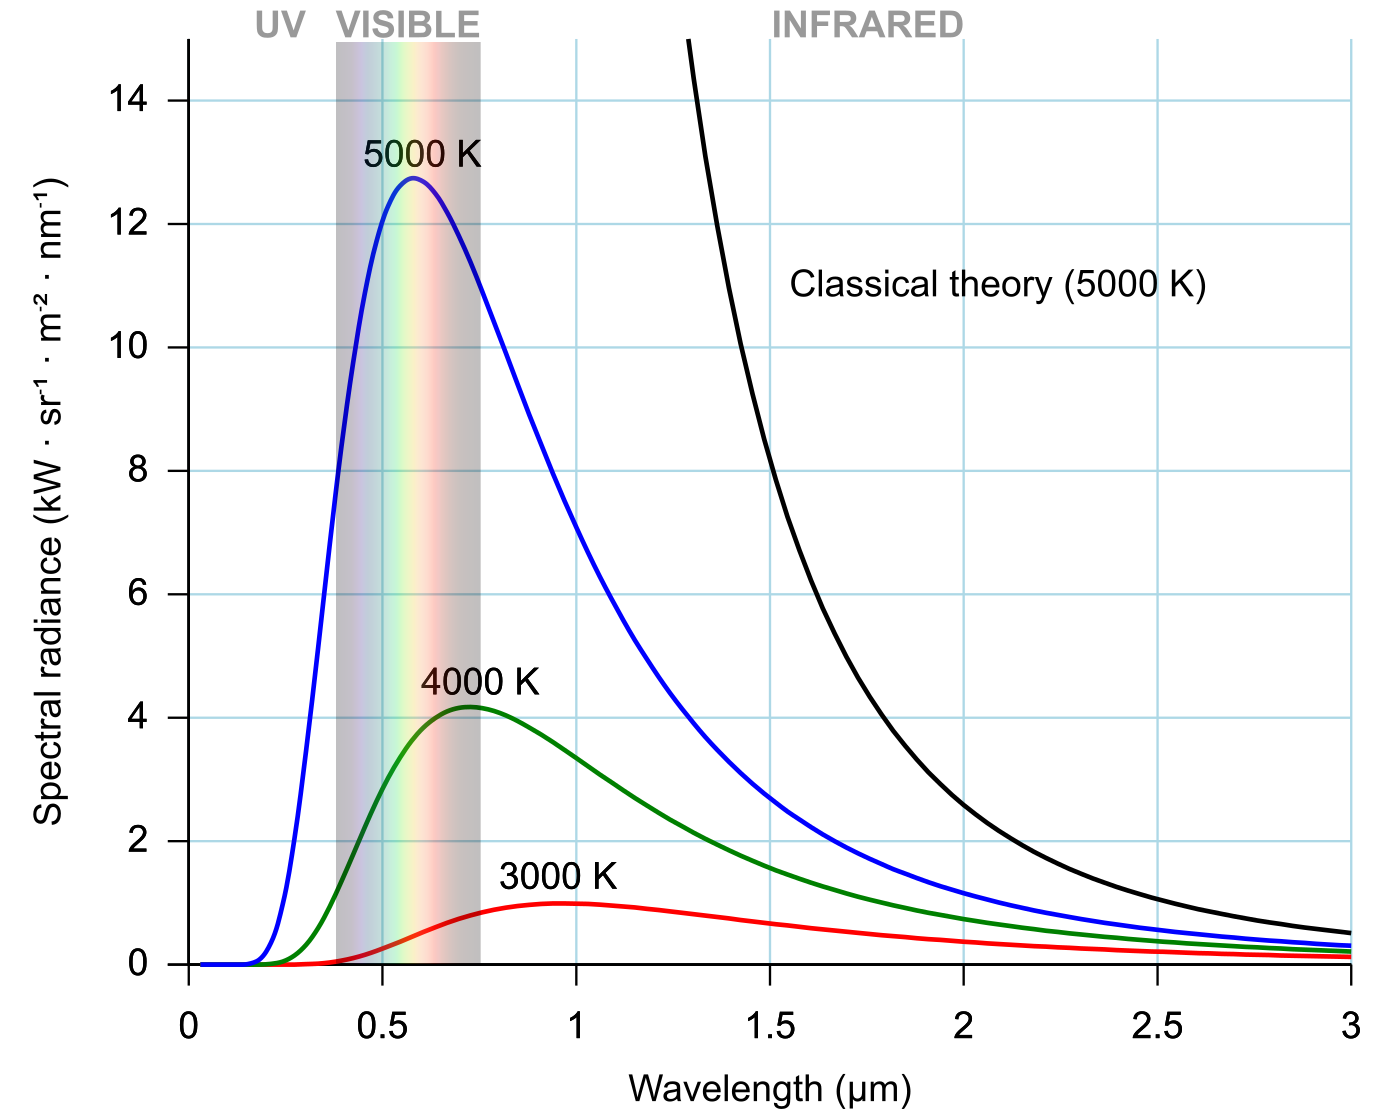 UV VISIBLE INFRARED
14
12
10
8
6
4
2
0
5000 K
Classical theory (5000 K)
4000 K
3000 K
Spectral radiance (kW · sr⁻¹ · m⁻² · nm⁻¹)
0 0.5 1 1.5 2 2.5 3
Wavelength (μm)